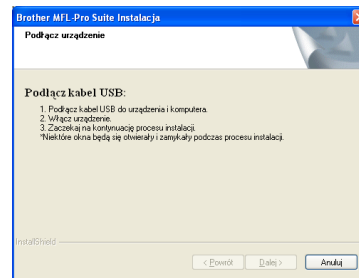 Brother MFL-Pro Suite Instalacja
Podłącz urządzenie
Podłącz kabel USB:
1. Podłącz kabel USB do urządzenia i komputera.
2. Włącz urządzenie.
3. Zaczekaj na kontynuację procesu instalacji.
*Niektóre okna będą się otwierały i zamykały podczas procesu instalacji.
InstallShield
< Powrót Dalej > Anuluj